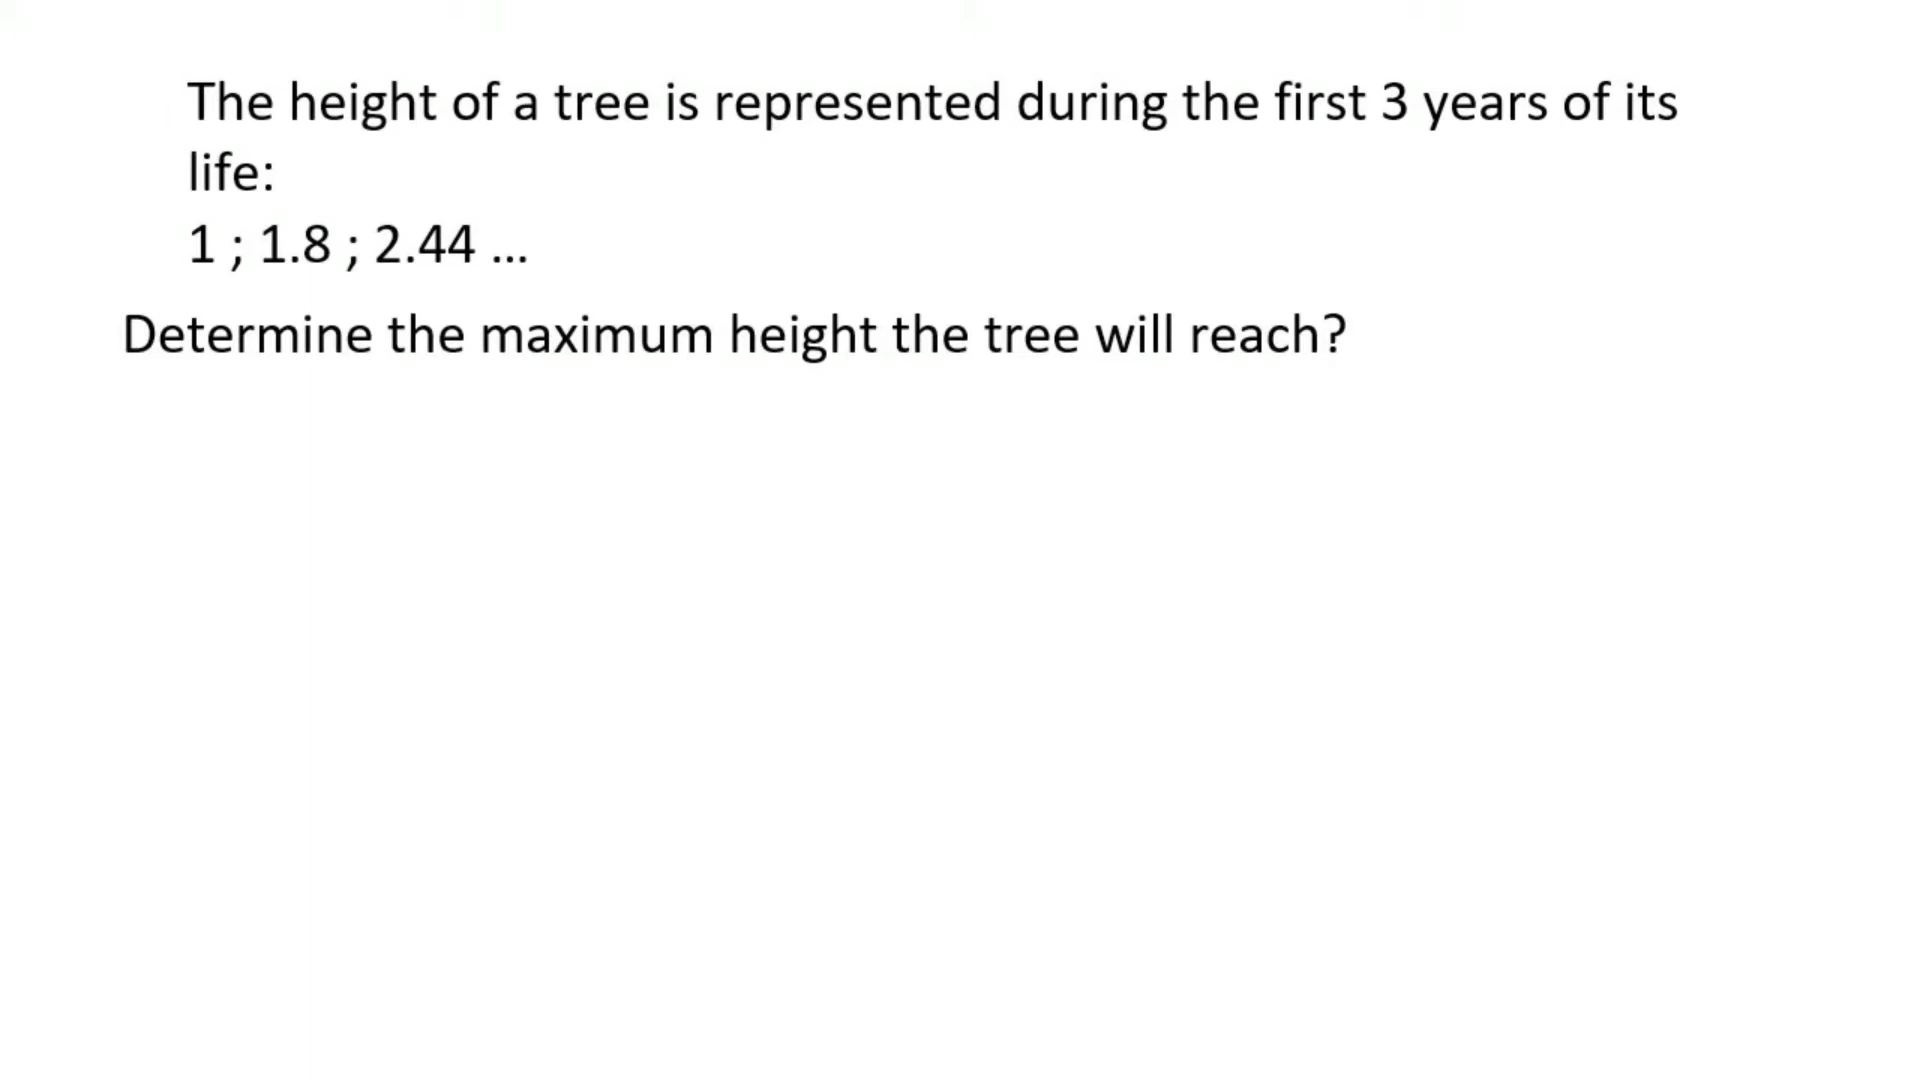 The height of a tree is represented during the first 3 years of its
life:
1 ; 1.8 ; 2.44 ...
Determine the maximum height the tree will reach?